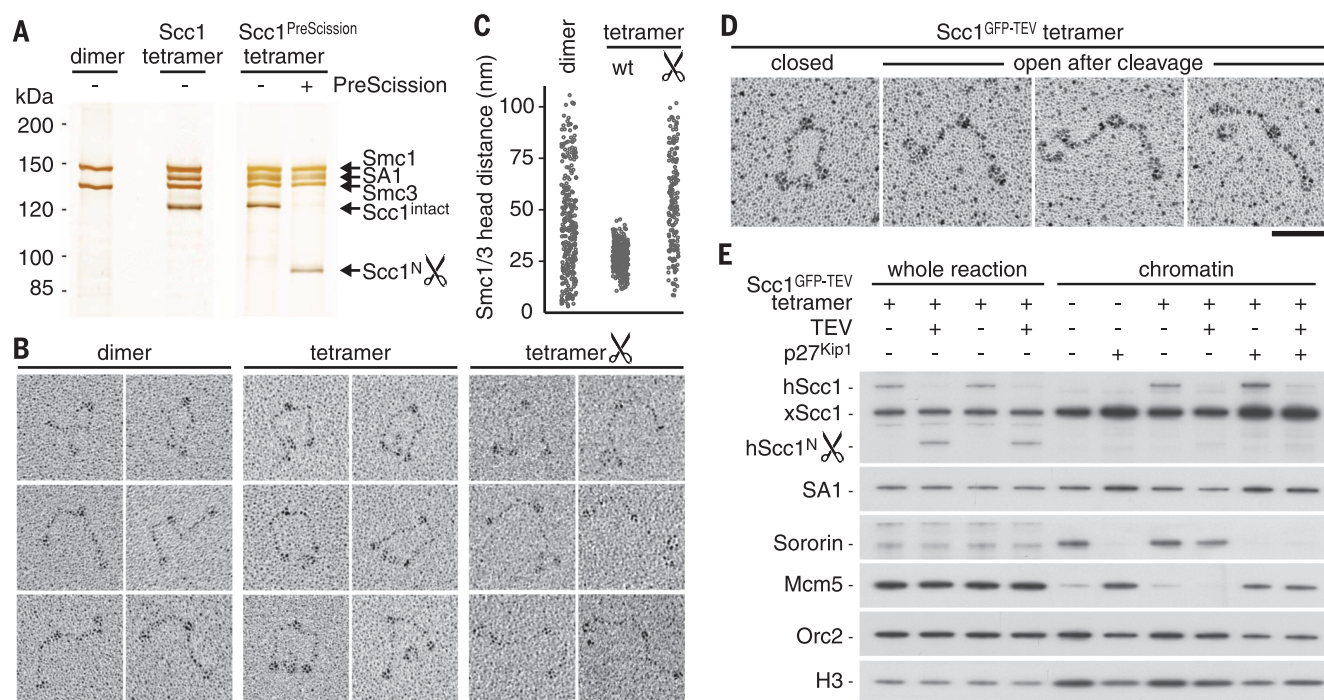 A
dimer
Scc1 tetramer
Scc1PreScission tetramer
- - - + PreScission
kDa
200 -
150 -
120 -
100 -
85 -
Smc1
SA1
Smc3
Scc1intact
Scc1N
B
dimer tetramer tetramer
C
dimer
tetramer
wt
Smc1/3 head distance (nm)
100
75
50
25
0
D
Scc1GFP-TEV tetramer
closed open after cleavage
E
whole reaction chromatin
Scc1GFP-TEV
tetramer + + + + - - + + + +
TEV - + - + - - - + - +
p27Kip1 - - - - - + - - + +
hScc1 -
xScc1 -
hScc1N -
SA1 -
Sororin -
Mcm5 -
Orc2 -
H3 -